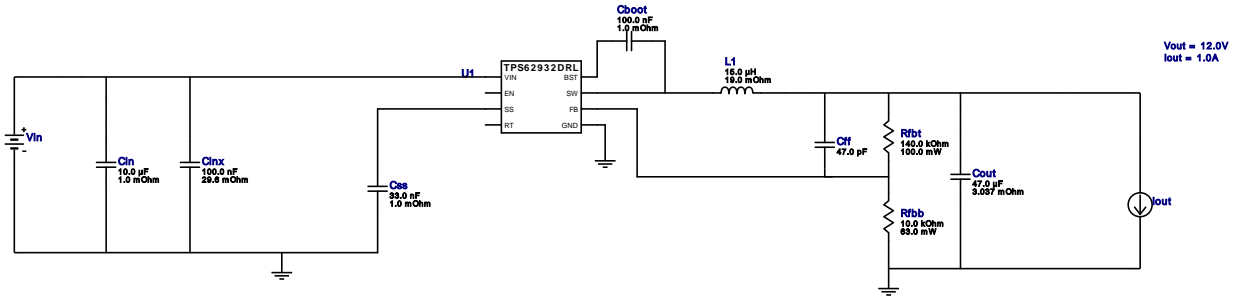 Cboot
100.0 nF
1.0 mOhm
Vout = 12.0V
Iout = 1.0A
U1
TPS62932DRL
VIN
BST
EN
SW
SS
FB
RT
GND
L1
15.0 µH
19.0 mOhm
+
Vin
-
Cin
10.0 µF
1.0 mOhm
Cinx
100.0 nF
29.6 mOhm
Css
33.0 nF
1.0 mOhm
Cff
47.0 pF
Rfbt
140.0 kOhm
100.0 mW
Cout
47.0 µF
3.037 mOhm
Rfbb
10.0 kOhm
63.0 mW
Iout